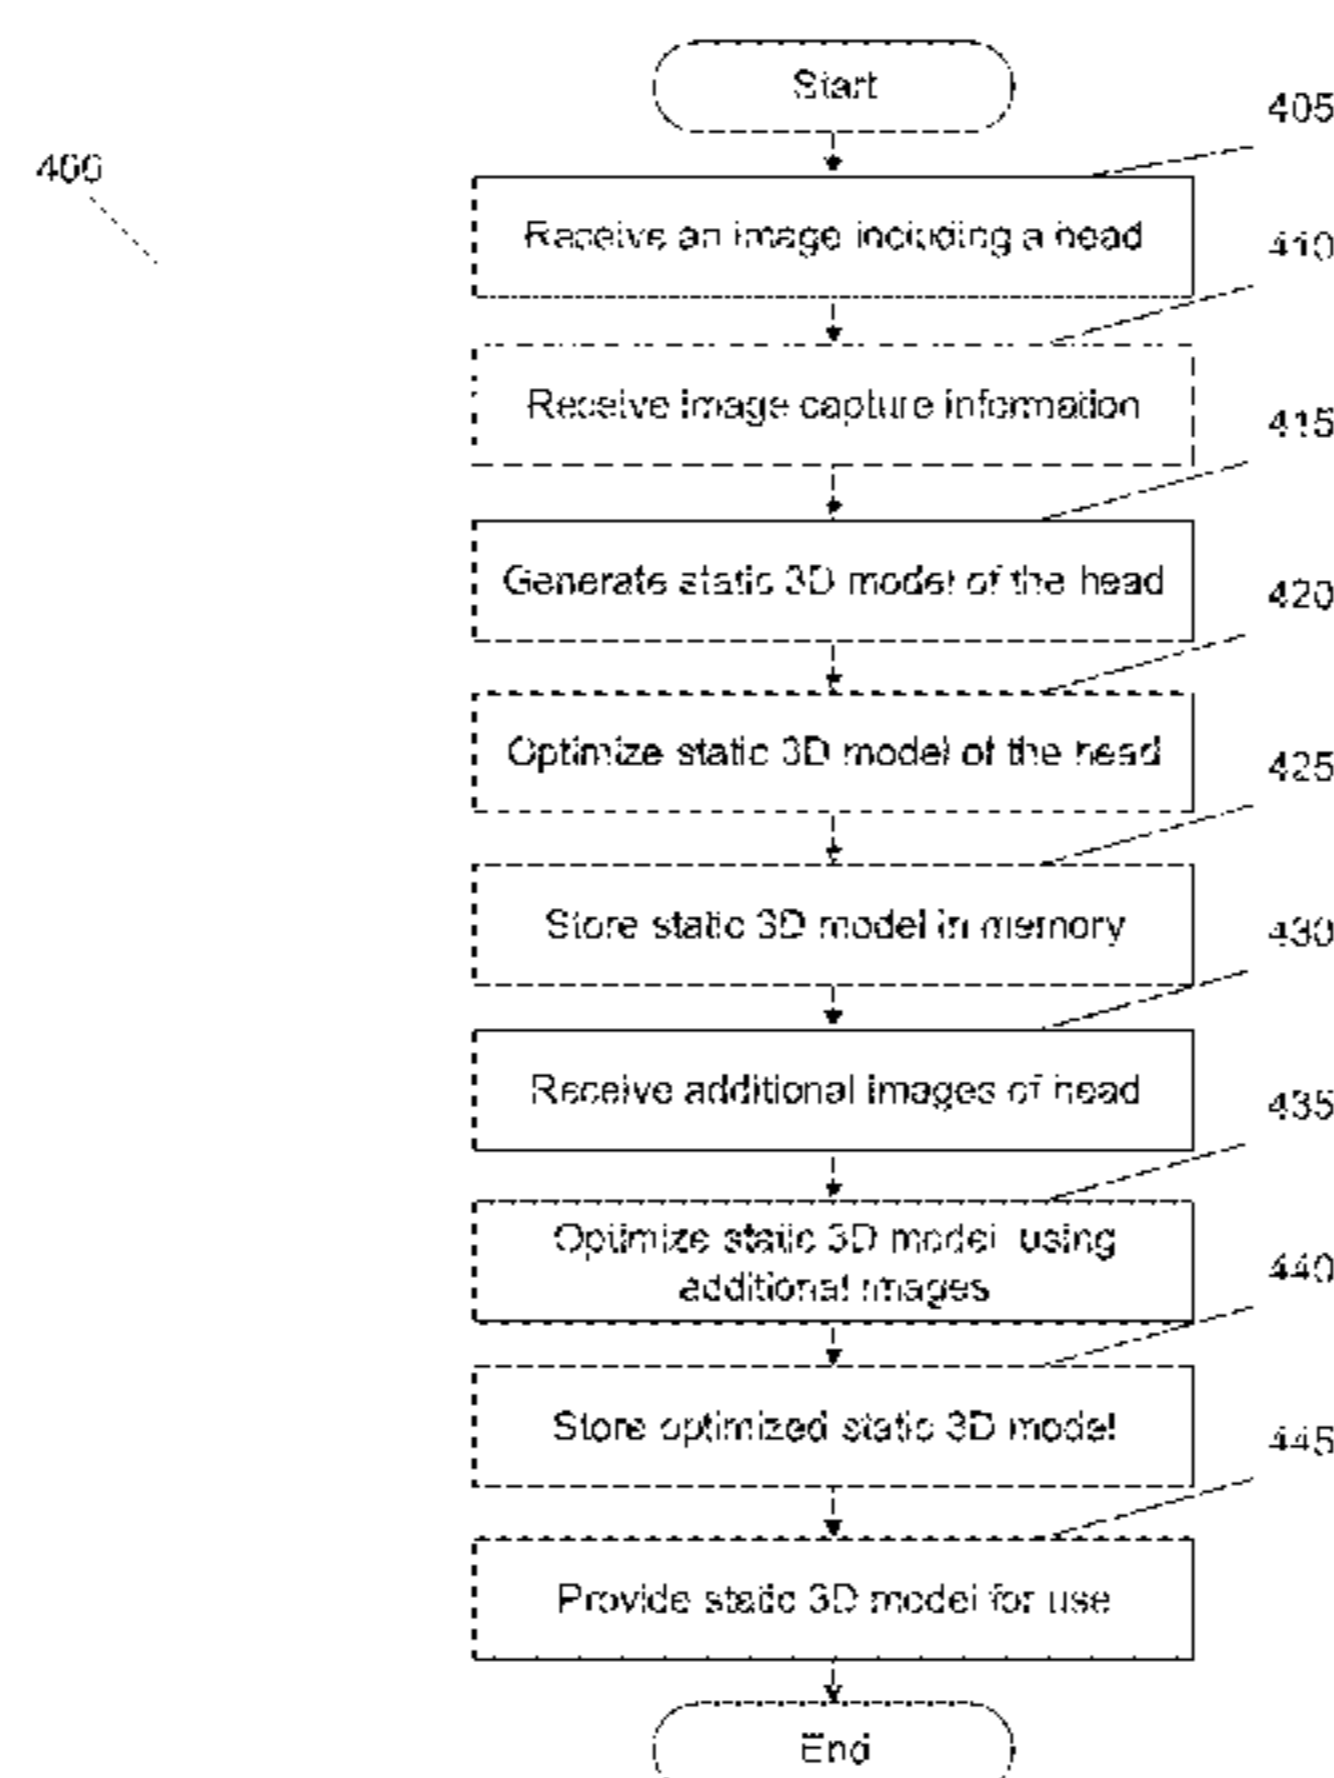 Start
405
400
Receive an image including a head
410
Receive image capture information
415
Generate static 3D model of the head
420
Optimize static 3D model of the head
425
Store static 3D model in memory
430
Receive additional images of head
435
Optimize static 3D model using
additional images
440
Store optimized static 3D model
445
Provide static 3D model for use
End